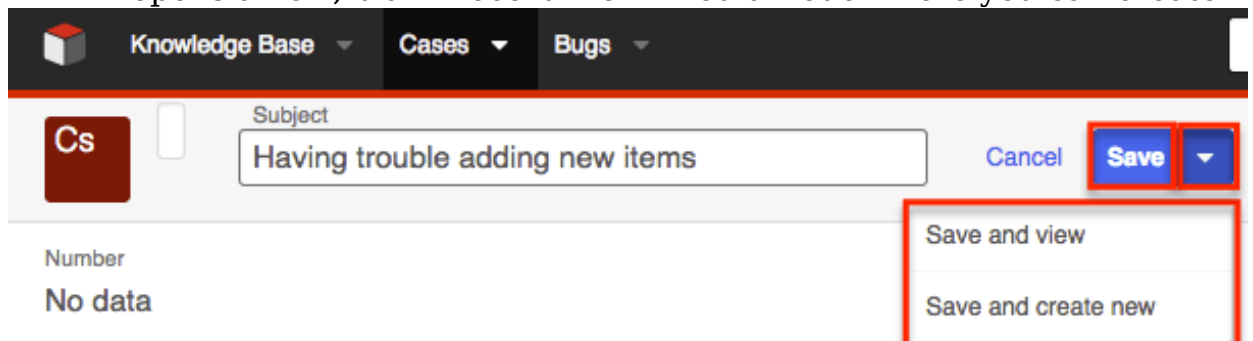 Knowledge Base Cases Bugs
Subject
Cs
Having trouble adding new items
Cancel Save
Save and view
Number
No data
Save and create new